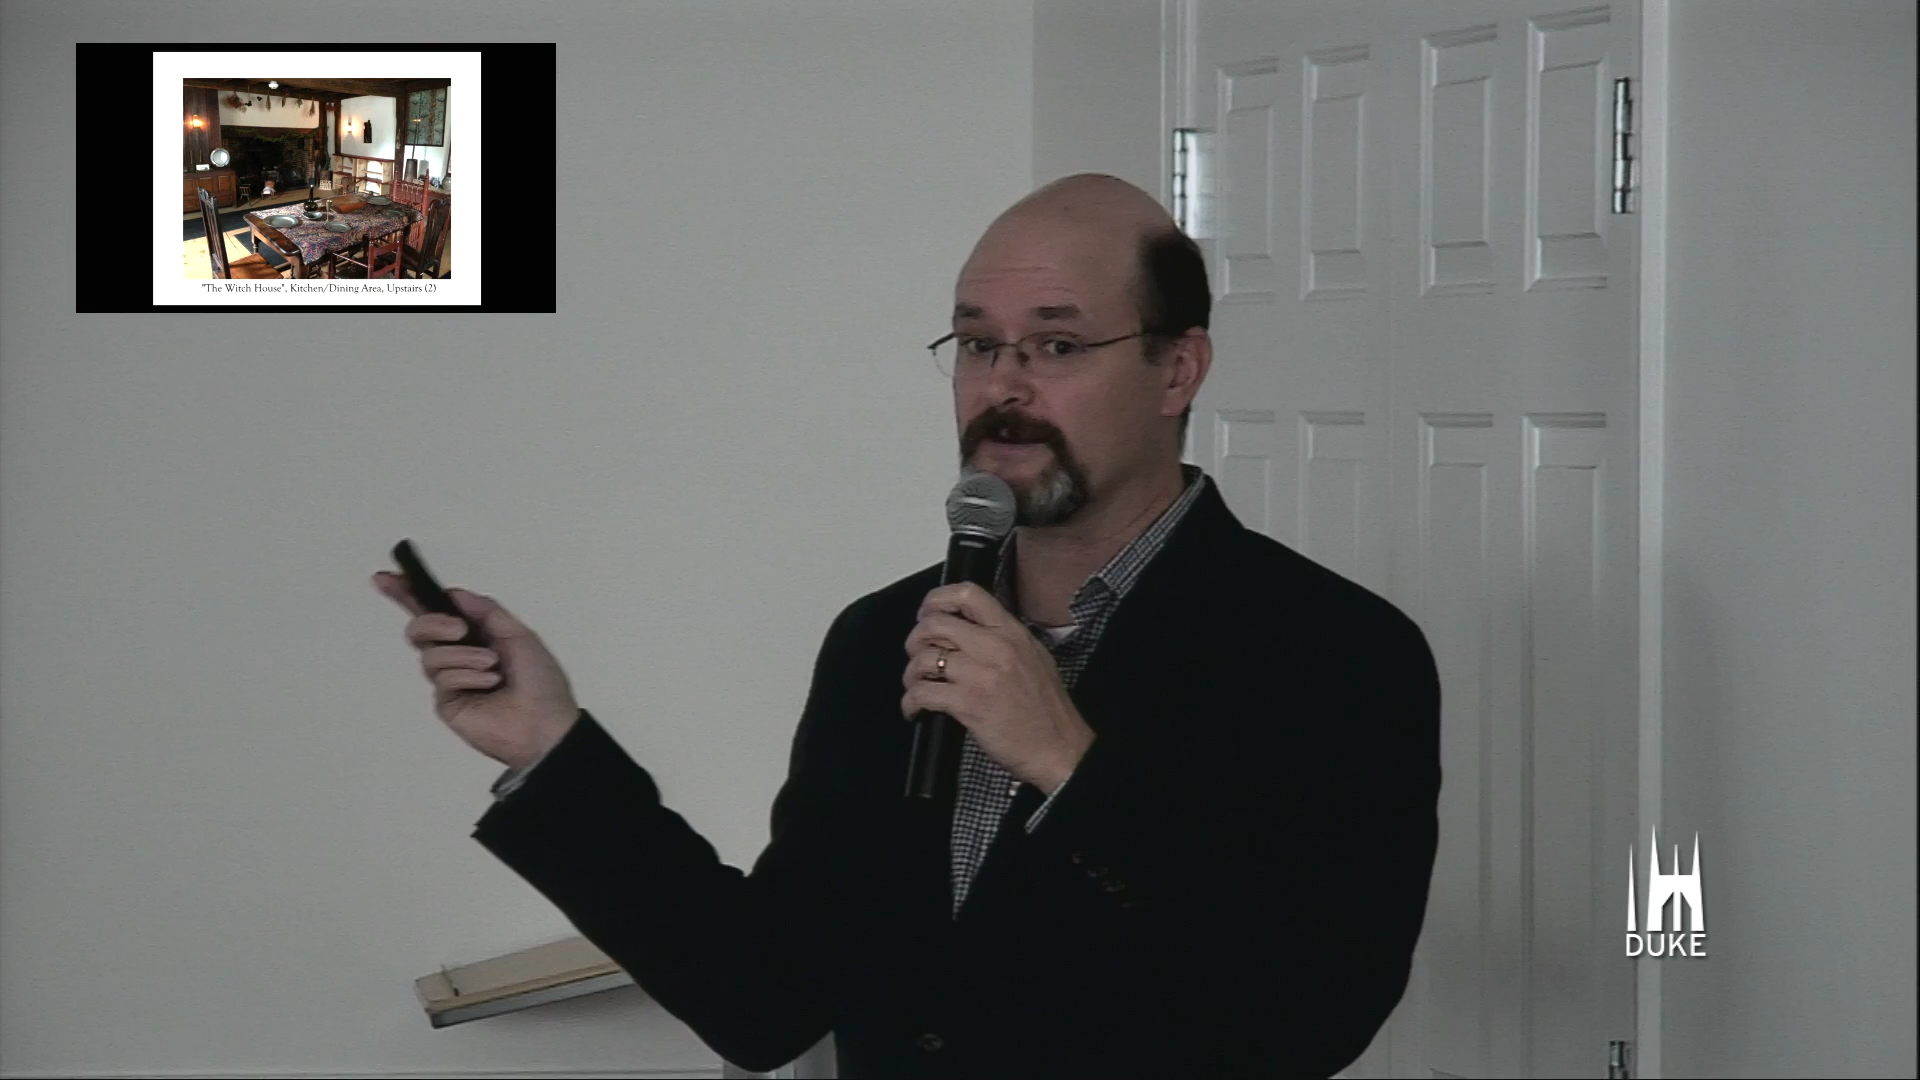 "The Witch House", Kitchen/Dining Area, Upstairs (2)
DUKE